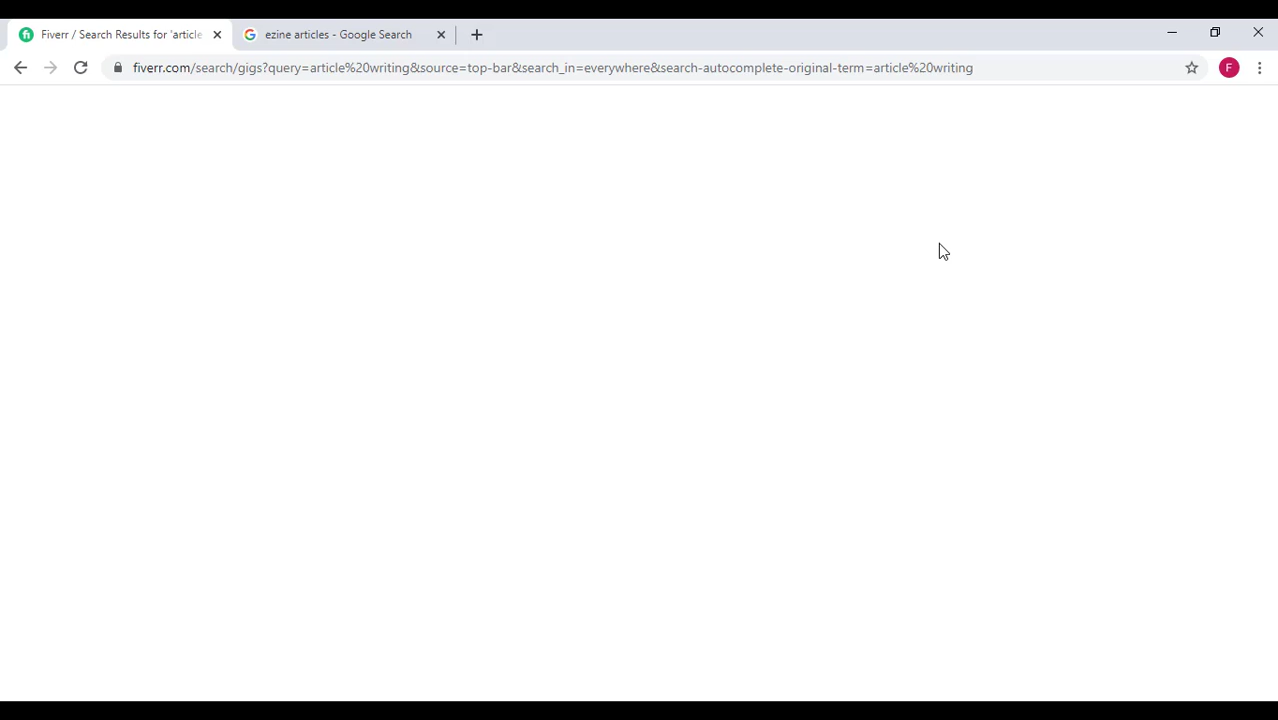 fi Fiverr / Search Results for 'article
G ezine articles - Google Search
fiverr.com/search/gigs?query=article%20writing&source=top-bar&search_in=everywhere&search-autocomplete-original-term=article%20writing
F